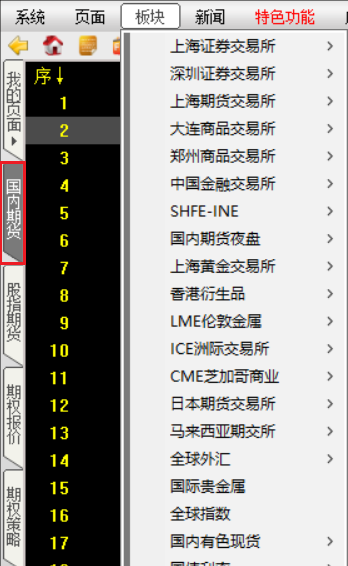 系统 页面 板块 新闻 特色功能
我的页面
国内期货
股指期货
期权报价
期权策略
序↓
1
2
3
4
5
6
7
8
9
10
11
12
13
14
15
16
17
上海证券交易所
深圳证券交易所
上海期货交易所
大连商品交易所
郑州商品交易所
中国金融交易所
SHFE-INE
国内期货夜盘
上海黄金交易所
香港衍生品
LME伦敦金属
ICE洲际交易所
CME芝加哥商业
日本期货交易所
马来西亚期交所
全球外汇
国际贵金属
全球指数
国内有色现货